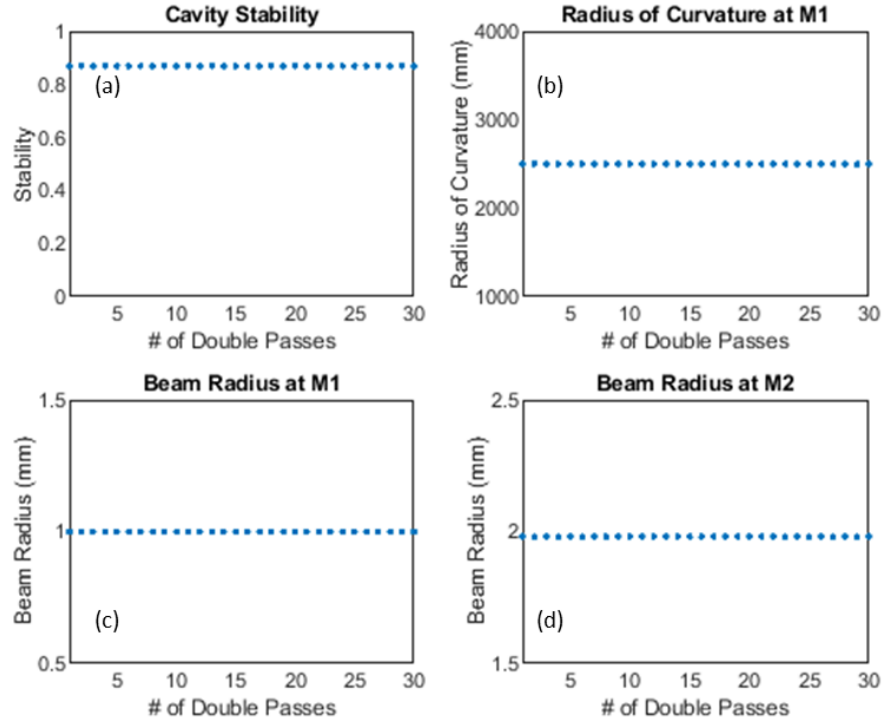 Cavity Stability
1
0.8
0.6
0.4
0.2
0
Stability
(a)
5 10 15 20 25 30
# of Double Passes
Radius of Curvature at M1
4000
3000
2000
1000
Radius of Curvature (mm)
(b)
5 10 15 20 25 30
# of Double Passes
Beam Radius at M1
1.5
1
0.5
Beam Radius (mm)
(c)
5 10 15 20 25 30
# of Double Passes
Beam Radius at M2
2.5
2
1.5
Beam Radius (mm)
(d)
5 10 15 20 25 30
# of Double Passes